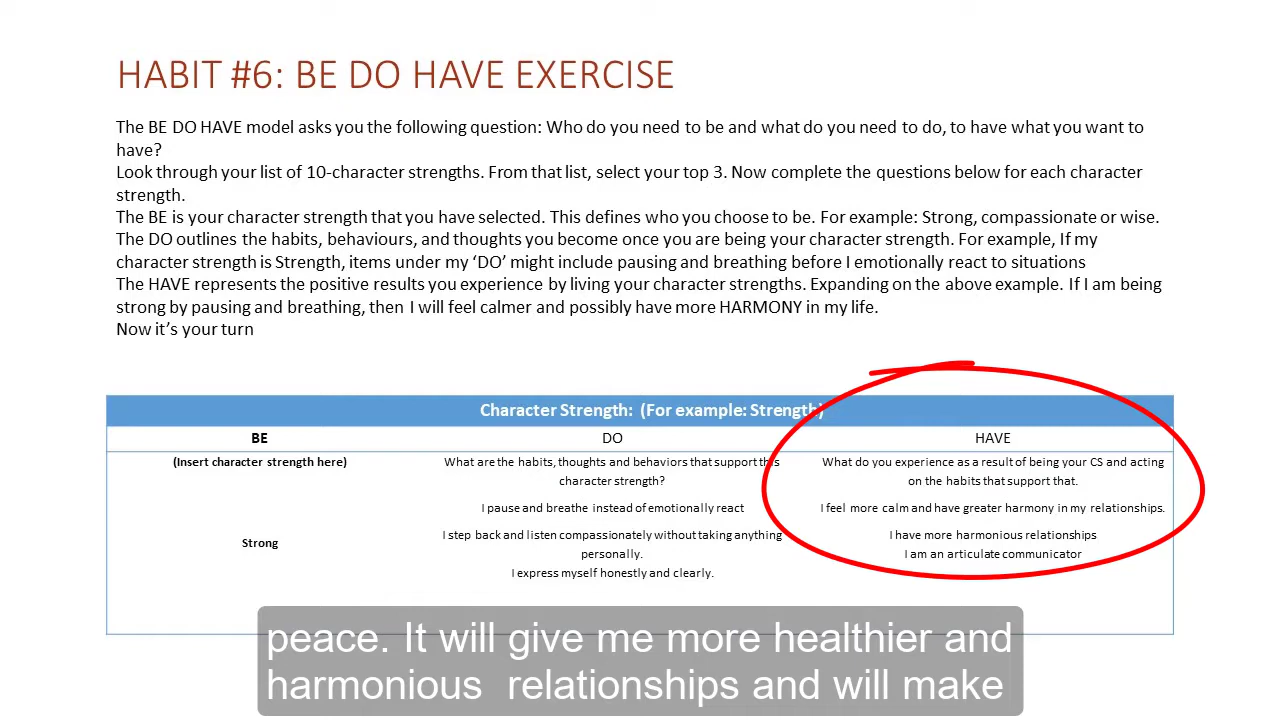 HABIT #6: BE DO HAVE EXERCISE
The BE DO HAVE model asks you the following question: Who do you need to be and what do you need to do, to have what you want to
have?
Look through your list of 10-character strengths. From that list, select your top 3. Now complete the questions below for each character
strength.
The BE is your character strength that you have selected. This defines who you choose to be. For example: Strong, compassionate or wise.
The DO outlines the habits, behaviours, and thoughts you become once you are being your character strength. For example, If my
character strength is Strength, items under my ‘DO’ might include pausing and breathing before I emotionally react to situations
The HAVE represents the positive results you experience by living your character strengths. Expanding on the above example. If I am being
strong by pausing and breathing, then I will feel calmer and possibly have more HARMONY in my life.
Now it’s your turn
Character Strength: (For example: Strength)
BE
DO
HAVE
(Insert character strength here)
What are the habits, thoughts and behaviors that support this
character strength?
What do you experience as a result of being your CS and acting
on the habits that support that.
I pause and breathe instead of emotionally react
I feel more calm and have greater harmony in my relationships.
Strong
I step back and listen compassionately without taking anything
personally.
I express myself honestly and clearly.
I have more harmonious relationships
I am an articulate communicator
peace. It will give me more healthier and
harmonious relationships and will make